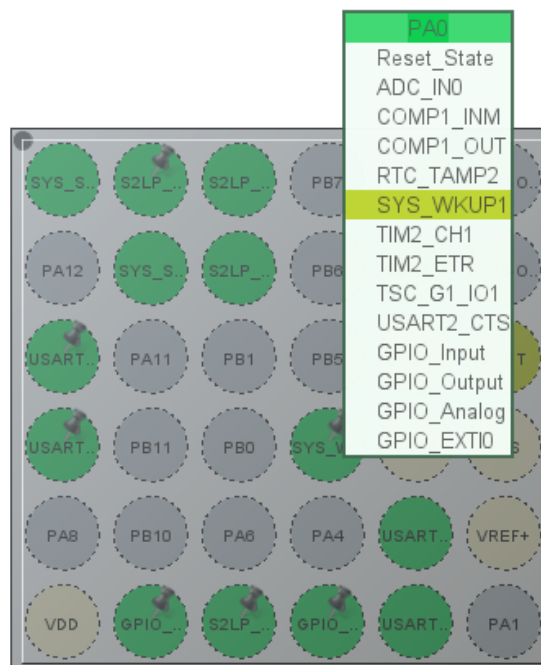 PA0
Reset_State
ADC_IN0
COMP1_INM
COMP1_OUT
RTC_TAMP2
SYS_WKUP1
TIM2_CH1
TIM2_ETR
TSC_G1_IO1
USART2_CTS
GPIO_Input
GPIO_Output
GPIO_Analog
GPIO_EXTI0
SYS_S.. S2LP_.. S2LP_.. PB7
PA12 SYS_S.. S2LP_.. PB6
USART.. PA11 PB1 PB5
USART.. PB11 PB0 SYS_W
PA8 PB10 PA6 PA4 USART.. VREF+
VDD GPIO_.. S2LP_.. GPIO_.. USART.. PA1